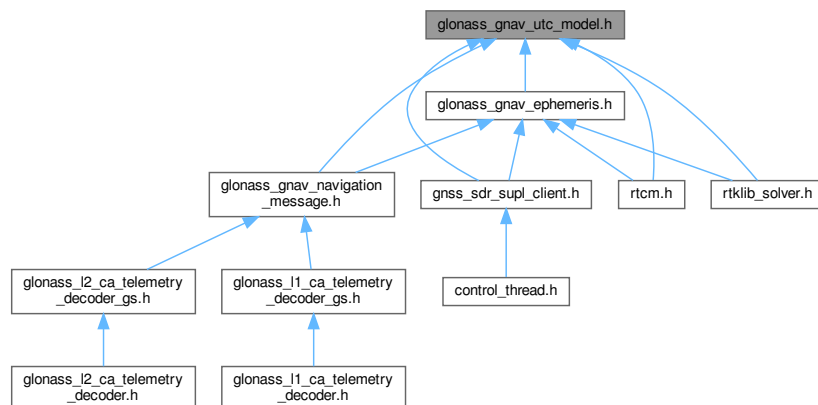 glonass_gnav_utc_model.h
glonass_gnav_ephemeris.h
glonass_gnav_navigation
_message.h
gnss_sdr_supl_client.h
rtcm.h
rtklib_solver.h
glonass_l2_ca_telemetry
_decoder_gs.h
glonass_l1_ca_telemetry
_decoder_gs.h
control_thread.h
glonass_l2_ca_telemetry
_decoder.h
glonass_l1_ca_telemetry
_decoder.h